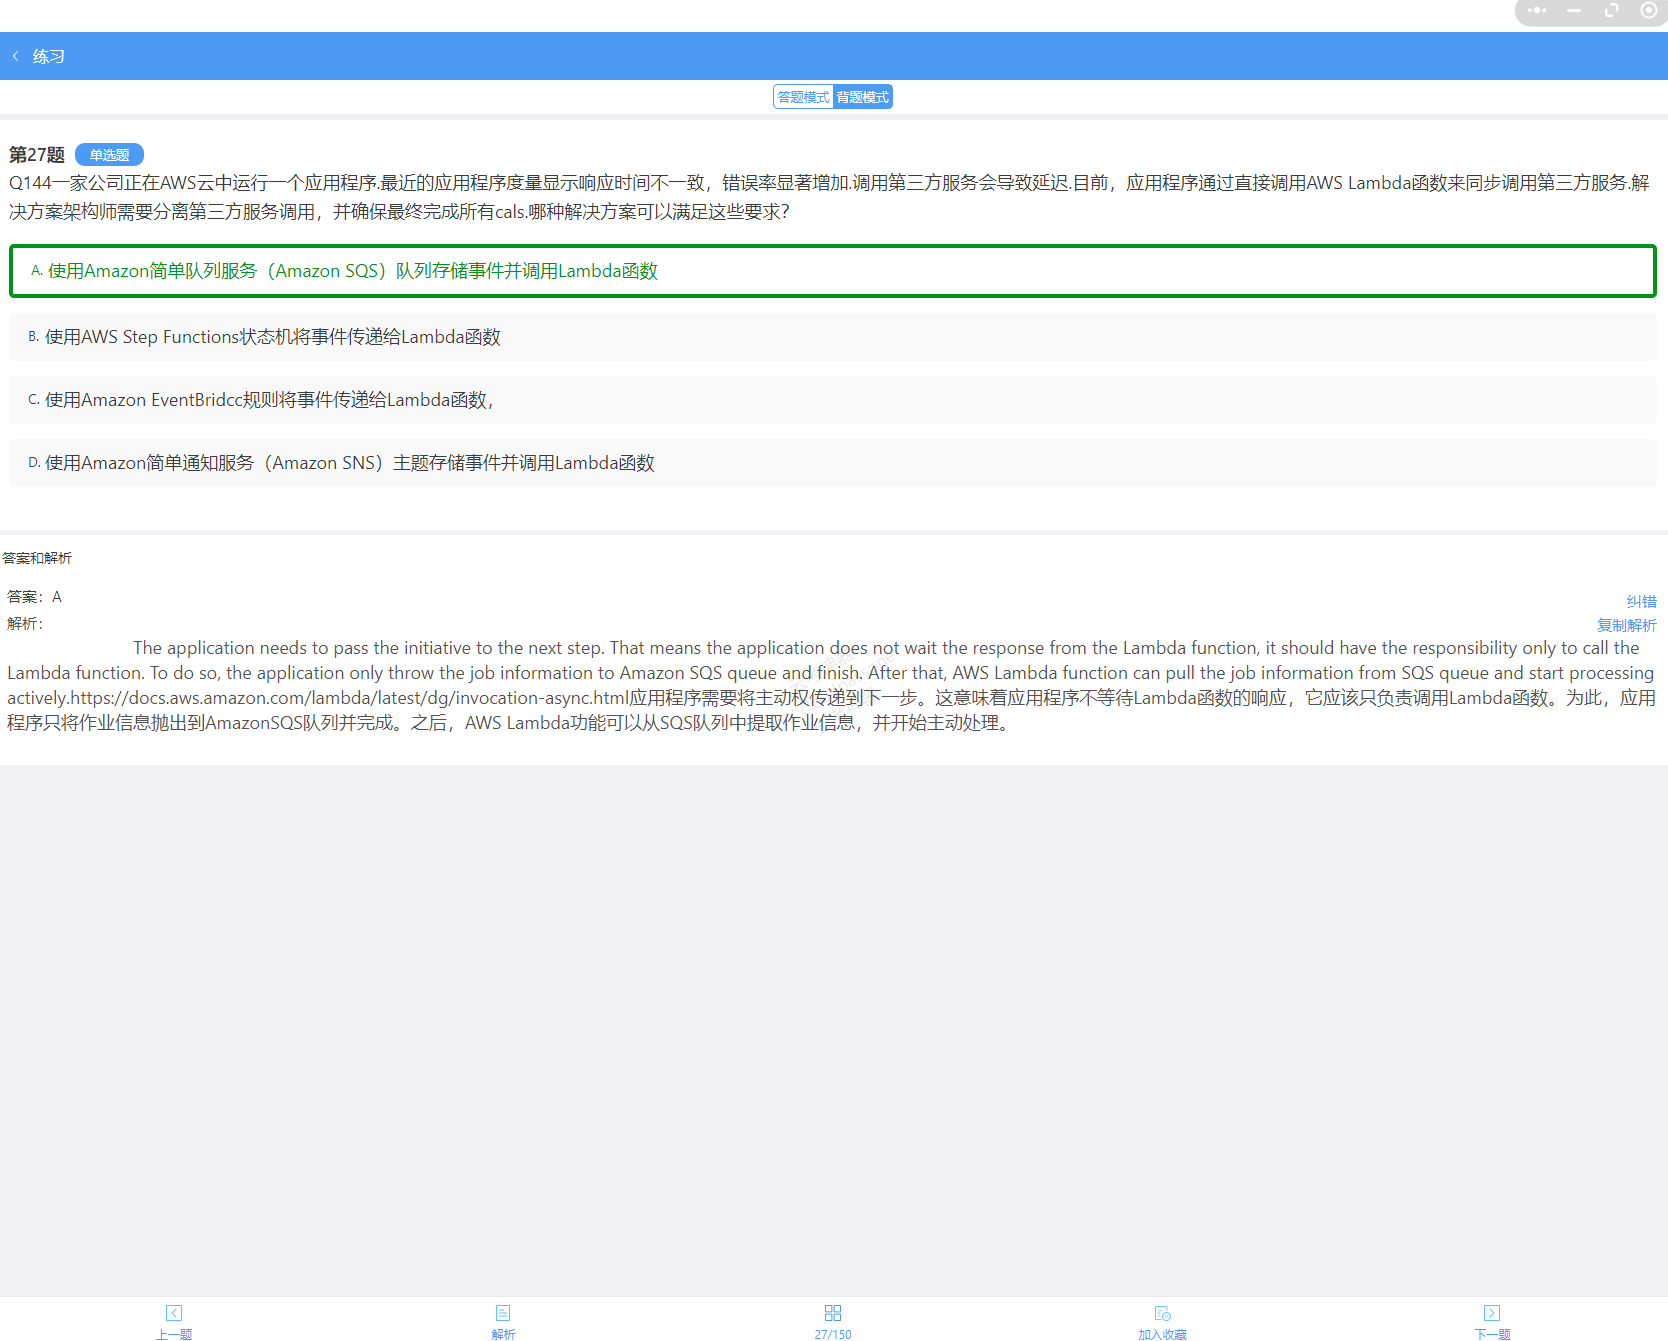 练习
答题模式 背题模式
第27题 单选题
Q144一家公司正在AWS云中运行一个应用程序.最近的应用程序度量显示响应时间不一致，错误率显著增加.调用第三方服务会导致延迟.目前，应用程序通过直接调用AWS Lambda函数来同步调用第三方服务.解
决方案架构师需要分离第三方服务调用，并确保最终完成所有cals.哪种解决方案可以满足这些要求？
A. 使用Amazon简单队列服务（Amazon SQS）队列存储事件并调用Lambda函数
B. 使用AWS Step Functions状态机将事件传递给Lambda函数
C. 使用Amazon EventBridcc规则将事件传递给Lambda函数，
D. 使用Amazon简单通知服务（Amazon SNS）主题存储事件并调用Lambda函数
答案和解析
答案：A
纠错
解析：
复制解析
The application needs to pass the initiative to the next step. That means the application does not wait the response from the Lambda function, it should have the responsibility only to call the
Lambda function. To do so, the application only throw the job information to Amazon SQS queue and finish. After that, AWS Lambda function can pull the job information from SQS queue and start processing
actively.https://docs.aws.amazon.com/lambda/latest/dg/invocation-async.html应用程序需要将主动权传递到下一步。这意味着应用程序不等待Lambda函数的响应，它应该只负责调用Lambda函数。为此，应用
程序只将作业信息抛出到AmazonSQS队列并完成。之后，AWS Lambda功能可以从SQS队列中提取作业信息，并开始主动处理。
上一题 解析 27/150 加入收藏 下一题